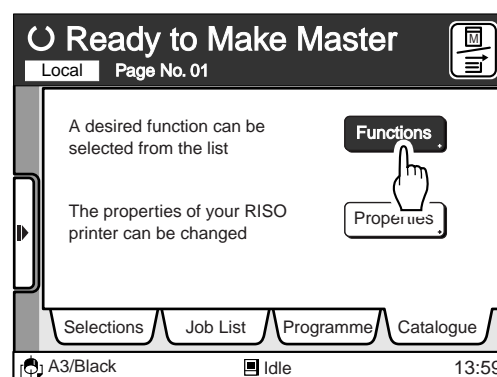 Ready to Make Master
Local Page No. 01
M
A desired function can be
selected from the list
Functions
The properties of your RISO
printer can be changed
Properties
Selections Job List Programme Catalogue
A3/Black Idle 13:59